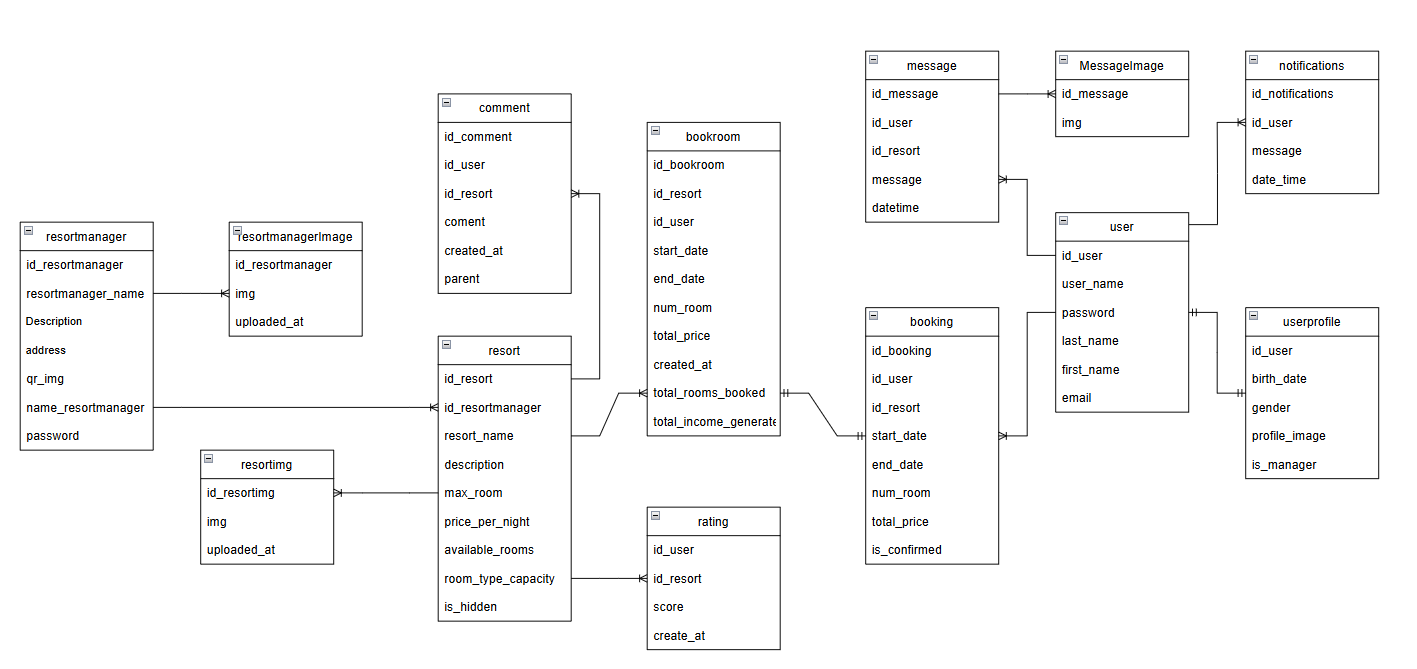 message
id_message
id_user
id_resort
message
datetime
MessageImage
id_message
img
notifications
id_notifications
id_user
message
date_time
comment
id_comment
id_user
id_resort
coment
created_at
parent
bookroom
id_bookroom
id_resort
id_user
start_date
end_date
num_room
total_price
created_at
total_rooms_booked
total_income_generate
resortmanager
id_resortmanager
resortmanager_name
Description
address
qr_img
name_resortmanager
password
resortmanagerImage
id_resortmanager
img
uploaded_at
user
id_user
user_name
password
last_name
first_name
email
booking
id_booking
id_user
id_resort
start_date
end_date
num_room
total_price
is_confirmed
userprofile
id_user
birth_date
gender
profile_image
is_manager
resort
id_resort
id_resortmanager
resort_name
description
max_room
price_per_night
available_rooms
room_type_capacity
is_hidden
resortimg
id_resortimg
img
uploaded_at
rating
id_user
id_resort
score
create_at